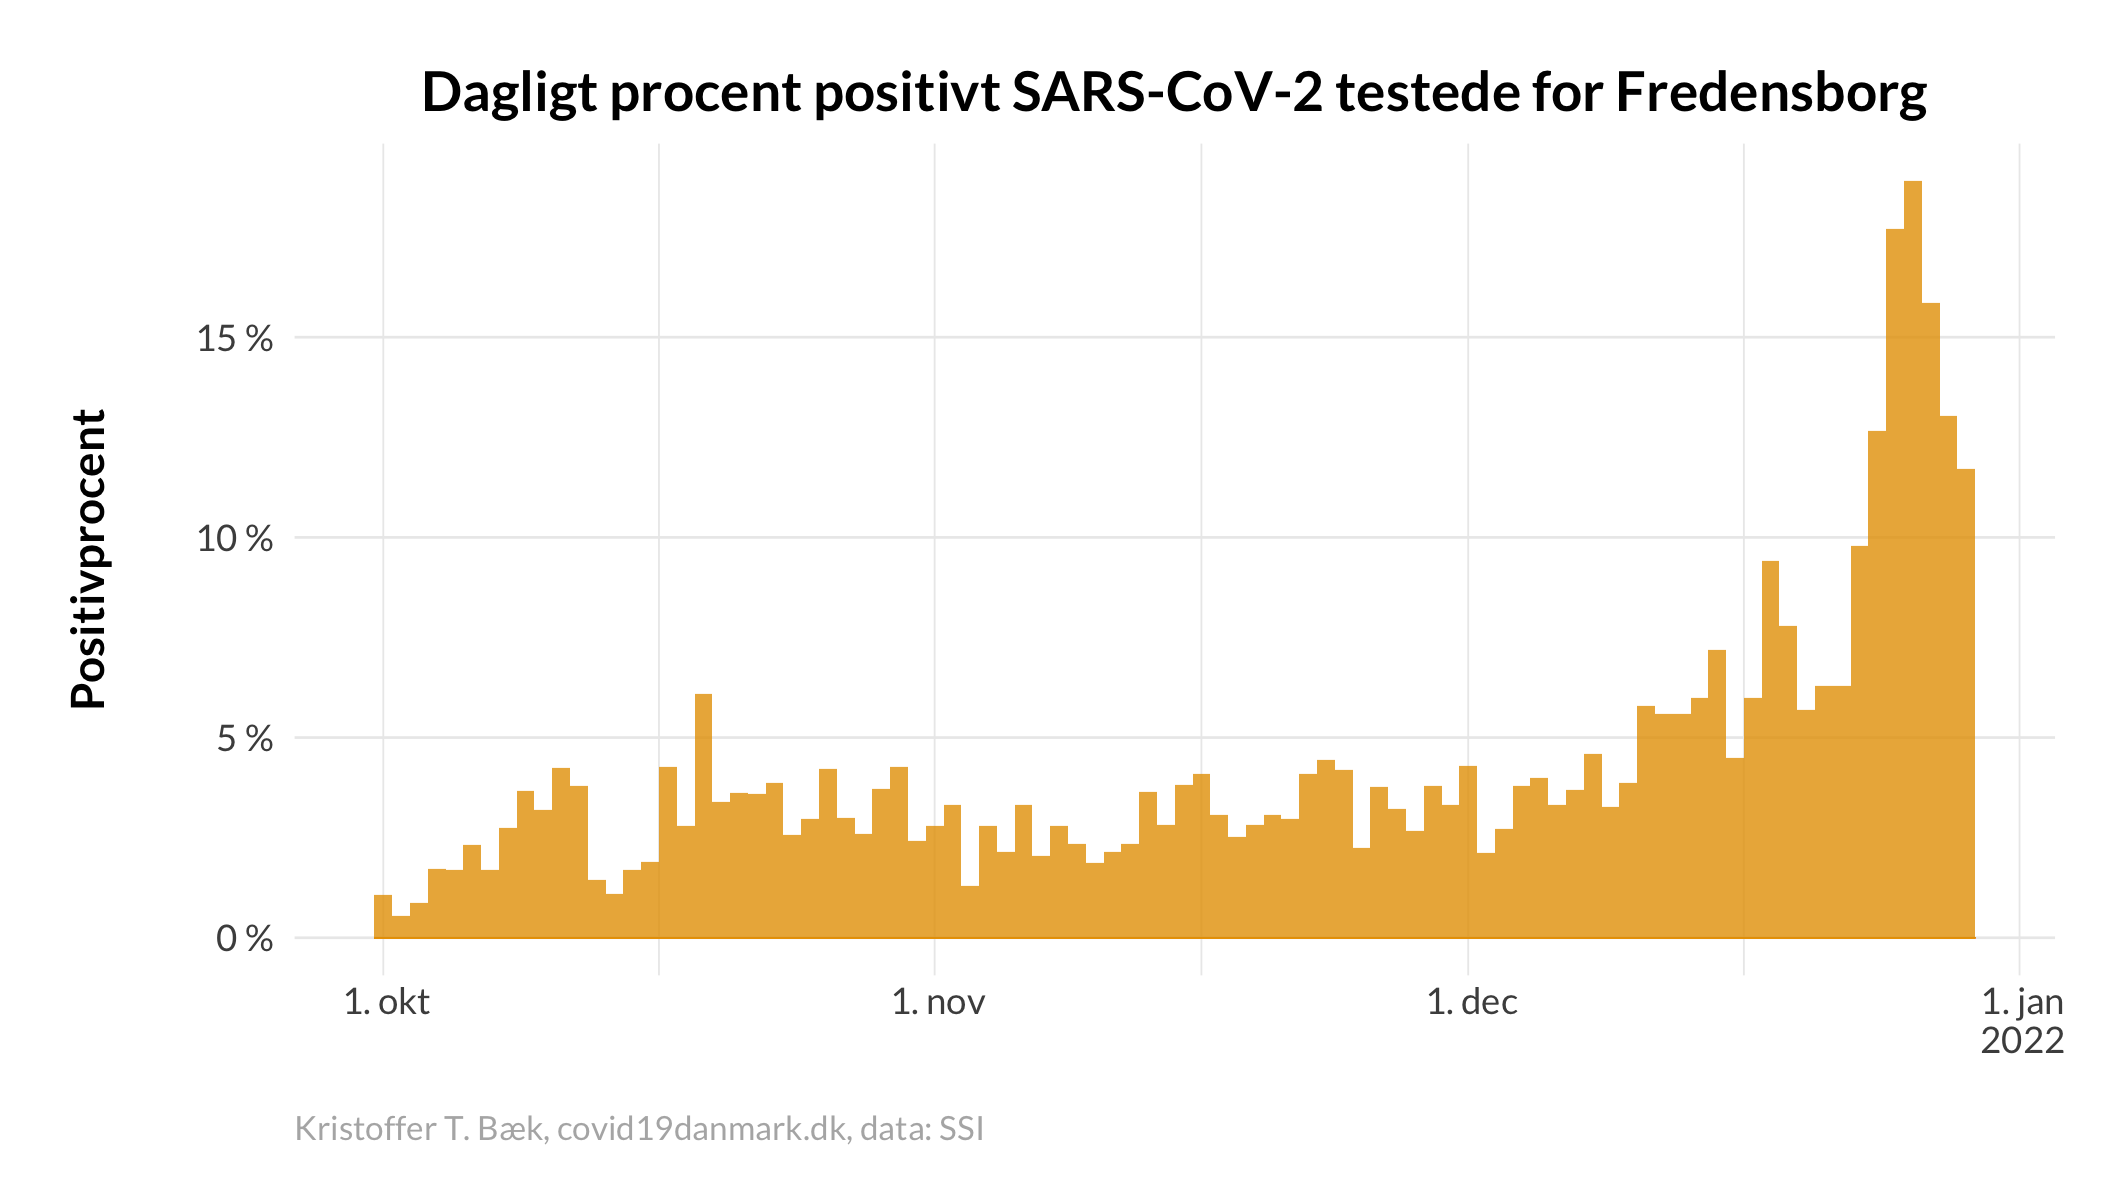 Dagligt procent positivt SARS-CoV-2 testede for Fredensborg
Positivprocent
15 %
10 %
5 %
0 %
1. okt
1. nov
1. dec
1. jan
2022
Kristoffer T. Bæk, covid19danmark.dk, data: SSI